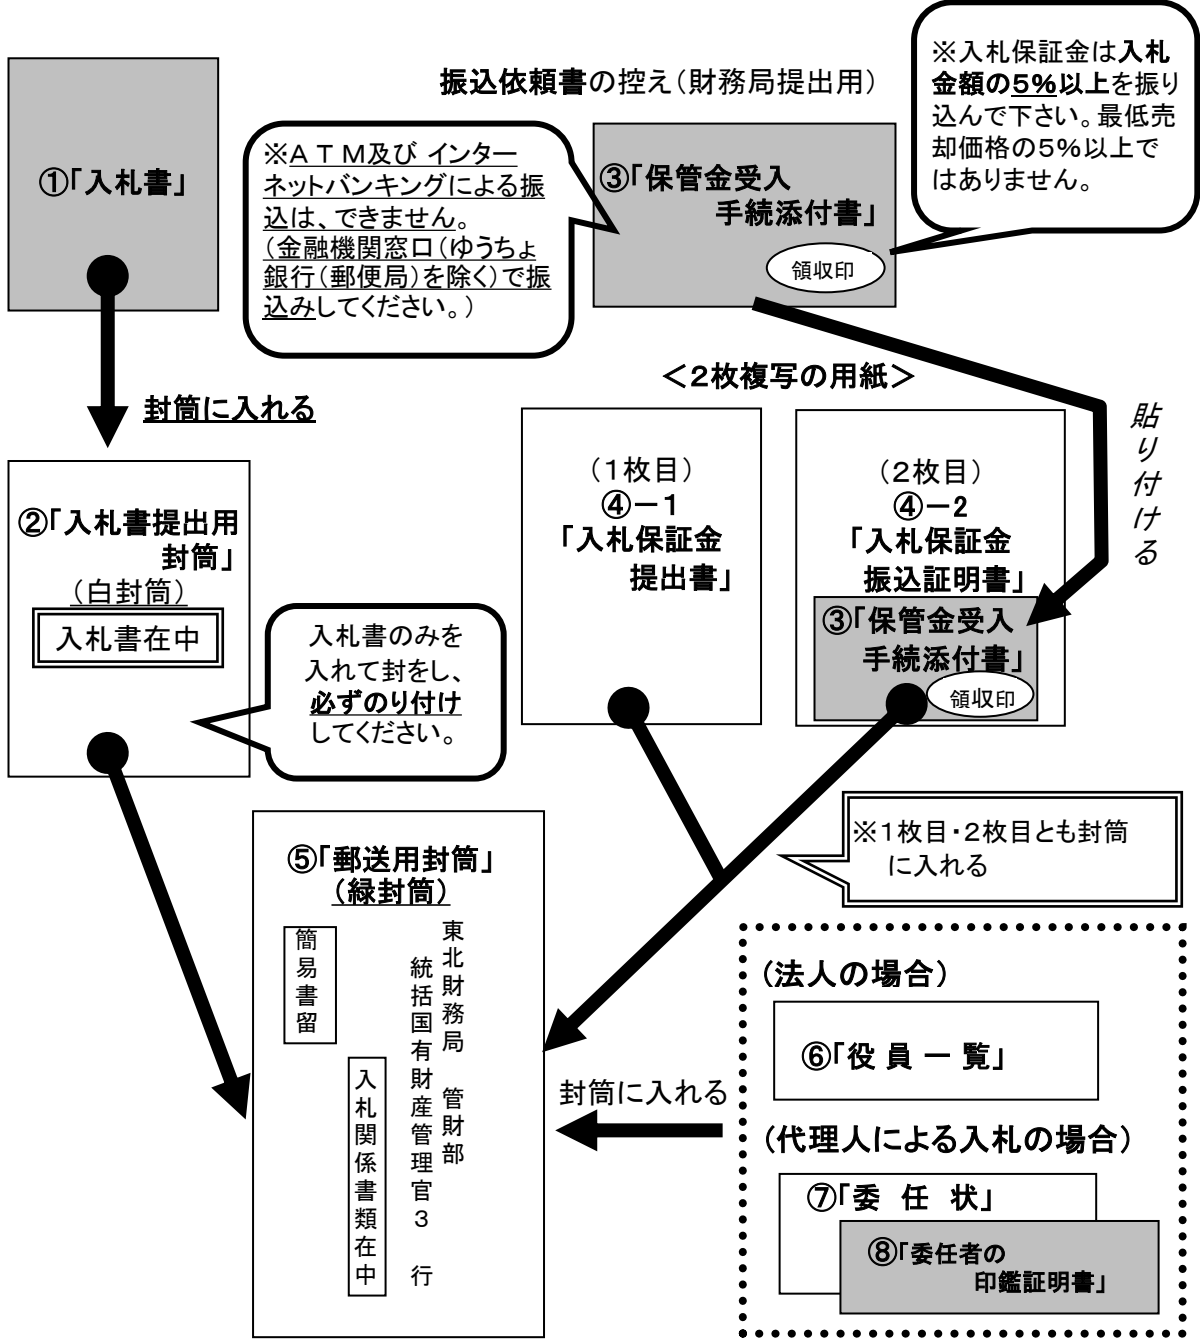 ①「入札書」
振込依頼書の控え（財務局提出用）
※入札保証金は入札
金額の５％以上を振り
込んで下さい。最低売
却価格の５％以上で
はありません。
※ＡＴＭ及び インター
ネットバンキングによる振
込は、できません。
（金融機関窓口（ゆうちょ
銀行（郵便局）を除く）で振
込みしてください。）
③「保管金受入
手続添付書」
領収印
＜２枚複写の用紙＞
貼り付ける
封筒に入れる
②「入札書提出用
封筒」
（白封筒）
入札書在中
入札書のみを
入れて封をし、
必ずのり付け
してください。
（１枚目）
④－１
「入札保証金
提出書」
（２枚目）
④－２
「入札保証金
振込証明書」
③「保管金受入
手続添付書」
領収印
※１枚目・２枚目とも封筒
に入れる
⑤「郵送用封筒」
（緑封筒）
東北財務局　管財部
統括国有財産管理官３　行
入札関係書類在中
簡易書留
封筒に入れる
（法人の場合）
⑥「役 員 一 覧」
（代理人による入札の場合）
⑦「委 任 状」
⑧「委任者の
印鑑証明書」